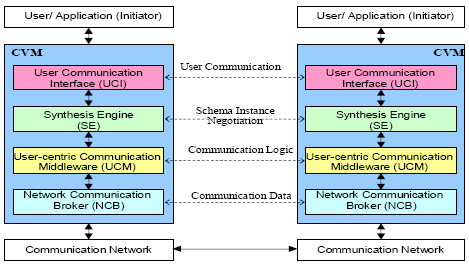 User/ Application (Initiator)
User/ Application (Initiator)
CVM
CVM
User Communication
User Communication
Interface (UCI)
User Communication
Interface (UCI)
Schema Instance
Negotiation
Synthesis Engine
(SE)
Synthesis Engine
(SE)
Communication Logic
User-centric Communication
Middleware (UCM)
User-centric Communication
Middleware (UCM)
Communication Data
Network Communication
Broker (NCB)
Network Communication
Broker (NCB)
Communication Network
Communication Network